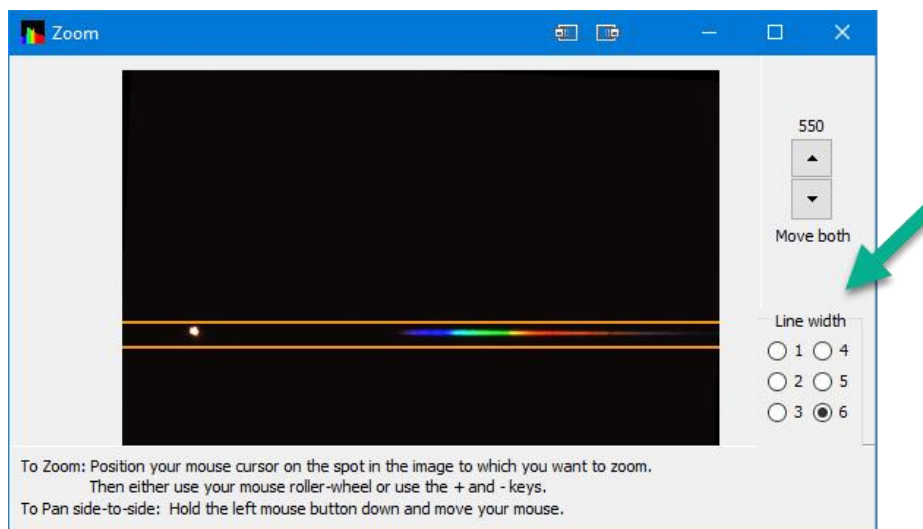 Zoom
550
Move both
Line width
1 4
2 5
3 6
To Zoom: Position your mouse cursor on the spot in the image to which you want to zoom.
Then either use your mouse roller-wheel or use the + and - keys.
To Pan side-to-side: Hold the left mouse button down and move your mouse.